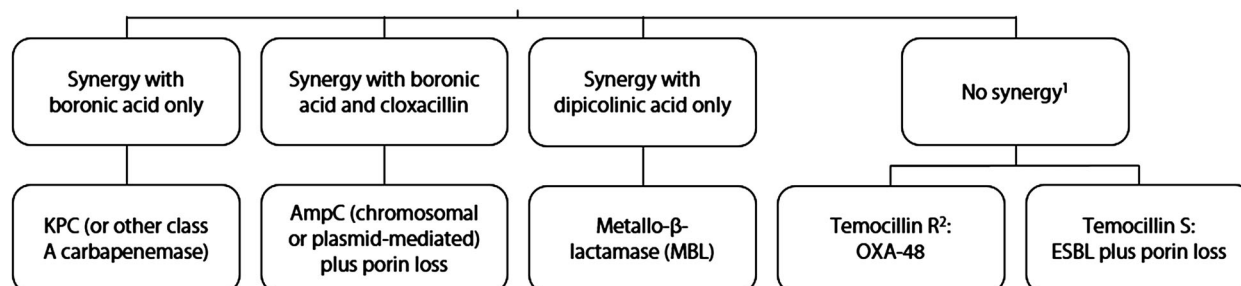 Synergy with
boronic acid only
Synergy with boronic
acid and cloxacillin
Synergy with
dipicolinic acid only
No synergy¹
KPC (or other class
A carbapenemase)
AmpC (chromosomal
or plasmid-mediated)
plus porin loss
Metallo-β-
lactamase (MBL)
Temocillin R²:
OXA-48
Temocillin S:
ESBL plus porin loss